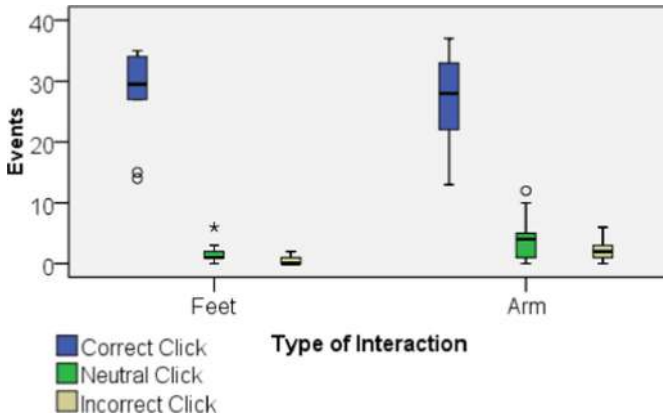 40
30
20
10
0
Events
Feet
Arm
Type of Interaction
Correct Click
Neutral Click
Incorrect Click